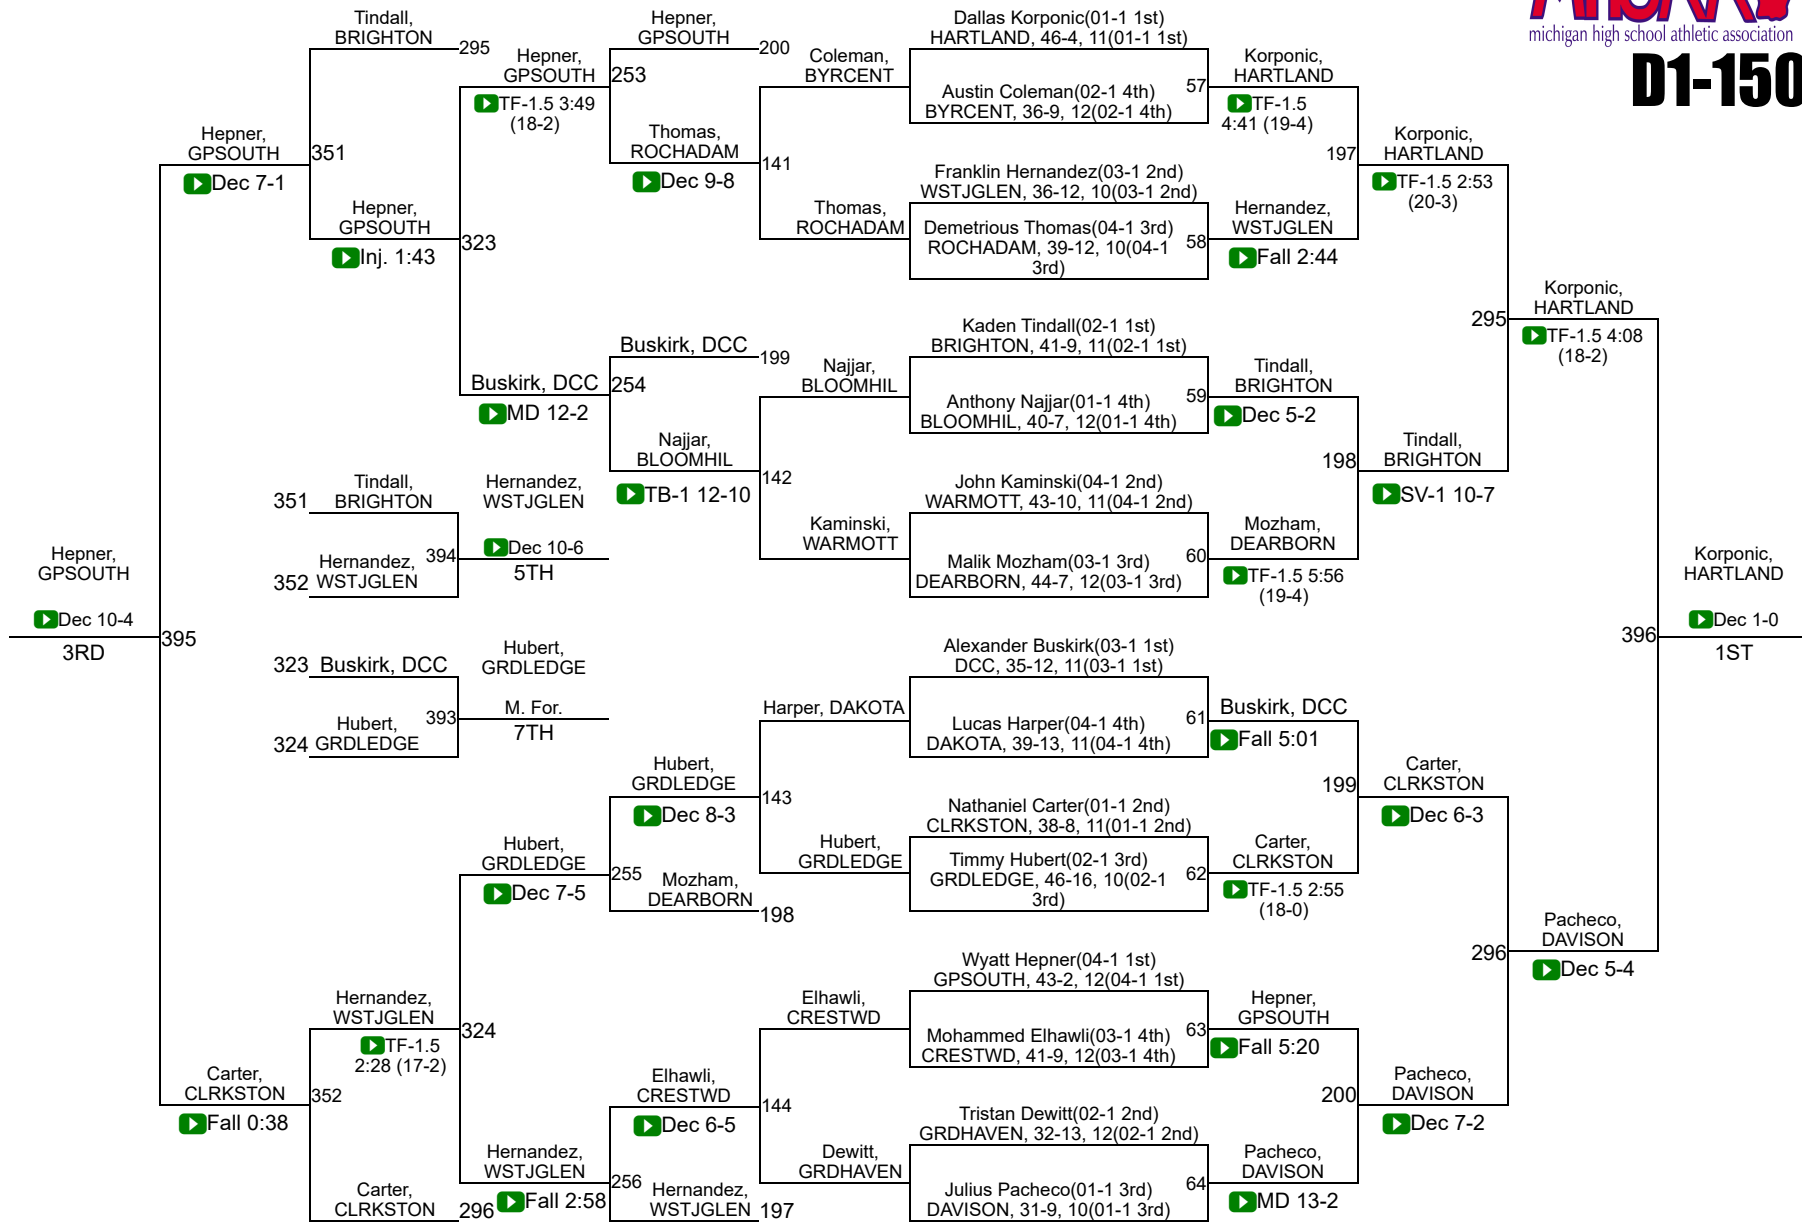 michigan high school athletic association
D1-150
Dallas Korponic(01-1 1st)
HARTLAND, 46-4, 11(01-1 1st)
Austin Coleman(02-1 4th)
BYRCENT, 36-9, 12(02-1 4th)
57
Franklin Hernandez(03-1 2nd)
WSTJGLEN, 36-12, 10(03-1 2nd)
Demetrious Thomas(04-1 3rd)
ROCHADAM, 39-12, 10(04-1
3rd)
58
Kaden Tindall(02-1 1st)
BRIGHTON, 41-9, 11(02-1 1st)
Anthony Najjar(01-1 4th)
BLOOMHIL, 40-7, 12(01-1 4th)
59
John Kaminski(04-1 2nd)
WARMOTT, 43-10, 11(04-1 2nd)
Malik Mozham(03-1 3rd)
DEARBORN, 44-7, 12(03-1 3rd)
60
Alexander Buskirk(03-1 1st)
DCC, 35-12, 11(03-1 1st)
Lucas Harper(04-1 4th)
DAKOTA, 39-13, 11(04-1 4th)
61
Nathaniel Carter(01-1 2nd)
CLRKSTON, 38-8, 11(01-1 2nd)
Timmy Hubert(02-1 3rd)
GRDLEDGE, 46-16, 10(02-1
3rd)
62
Wyatt Hepner(04-1 1st)
GPSOUTH, 43-2, 12(04-1 1st)
Mohammed Elhawli(03-1 4th)
CRESTWD, 41-9, 12(03-1 4th)
63
Tristan Dewitt(02-1 2nd)
GRDHAVEN, 32-13, 12(02-1 2nd)
Julius Pacheco(01-1 3rd)
DAVISON, 31-9, 10(01-1 3rd)
64
Korponic,
HARTLAND
TF-1.5
4:41 (19-4)
197
Hernandez,
WSTJGLEN
Fall 2:44
Tindall,
BRIGHTON
Dec 5-2
198
Mozham,
DEARBORN
TF-1.5 5:56
(19-4)
Buskirk, DCC
Fall 5:01
199
Carter,
CLRKSTON
TF-1.5 2:55
(18-0)
Hepner,
GPSOUTH
Fall 5:20
200
Pacheco,
DAVISON
MD 13-2
Korponic,
HARTLAND
TF-1.5 2:53
(20-3)
295
Tindall,
BRIGHTON
SV-1 10-7
Carter,
CLRKSTON
Dec 6-3
296
Pacheco,
DAVISON
Dec 7-2
Korponic,
HARTLAND
TF-1.5 4:08
(18-2)
396
Pacheco,
DAVISON
Dec 5-4
Korponic,
HARTLAND
Dec 1-0
1ST
Coleman,
BYRCENT
141
Thomas,
ROCHADAM
Najjar,
BLOOMHIL
142
Kaminski,
WARMOTT
Harper, DAKOTA
143
Hubert,
GRDLEDGE
Elhawli,
CRESTWD
144
Dewitt,
GRDHAVEN
Hepner,
GPSOUTH
200
253
Thomas,
ROCHADAM
Dec 9-8
Buskirk, DCC
199
254
Najjar,
BLOOMHIL
TB-1 12-10
Hubert,
GRDLEDGE
Dec 8-3
255
Mozham,
DEARBORN
198
Elhawli,
CRESTWD
Dec 6-5
256
Hernandez,
WSTJGLEN
197
Hepner,
GPSOUTH
TF-1.5 3:49
(18-2)
323
Buskirk, DCC
MD 12-2
Hubert,
GRDLEDGE
Dec 7-5
324
Hernandez,
WSTJGLEN
Fall 2:58
Tindall,
BRIGHTON
295
351
Hepner,
GPSOUTH
Inj. 1:43
Hernandez,
WSTJGLEN
TF-1.5
2:28 (17-2)
352
Carter,
CLRKSTON
296
Hepner,
GPSOUTH
Dec 7-1
395
Carter,
CLRKSTON
Fall 0:38
Hepner,
GPSOUTH
Dec 10-4
3RD
351
Tindall,
BRIGHTON
352
Hernandez,
WSTJGLEN
394
Hernandez,
WSTJGLEN
Dec 10-6
5TH
323
Buskirk, DCC
324
Hubert,
GRDLEDGE
393
Hubert,
GRDLEDGE
M. For.
7TH